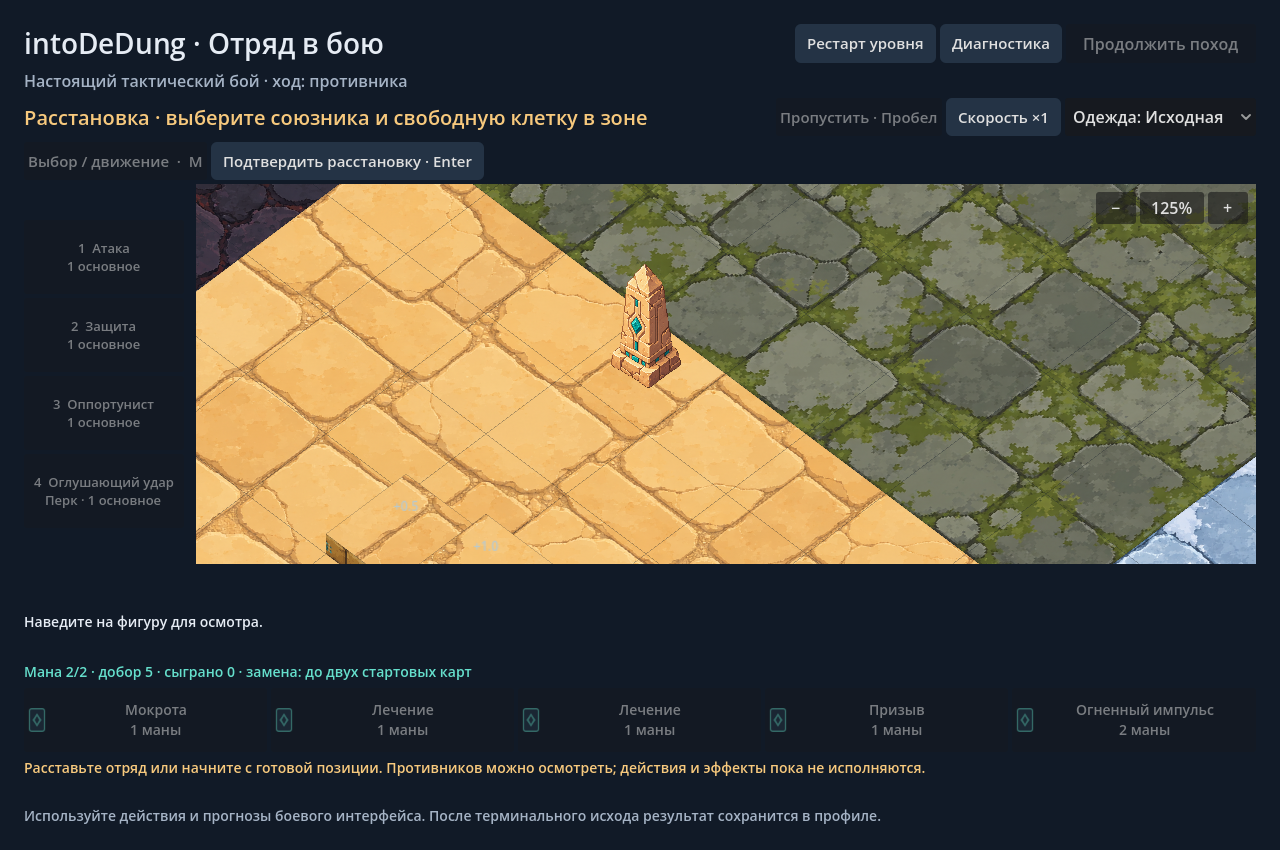 intoDeDung · Отряд в бою
Рестарт уровня
Диагностика
Продолжить поход
Настоящий тактический бой · ход: противника
Расстановка · выберите союзника и свободную клетку в зоне
Пропустить · Пробел
Скорость ×1
Одежда: Исходная
Выбор / движение · M
Подтвердить расстановку · Enter
−
125%
+
1 Атака
1 основное
2 Защита
1 основное
3 Оппортунист
1 основное
4 Оглушающий удар
Перк · 1 основное
Наведите на фигуру для осмотра.
Мана 2/2 · добор 5 · сыграно 0 · замена: до двух стартовых карт
Мокрота
1 маны
Лечение
1 маны
Лечение
1 маны
Призыв
1 маны
Огненный импульс
2 маны
Расставьте отряд или начните с готовой позиции. Противников можно осмотреть; действия и эффекты пока не исполняются.
Используйте действия и прогнозы боевого интерфейса. После терминального исхода результат сохранится в профиле.